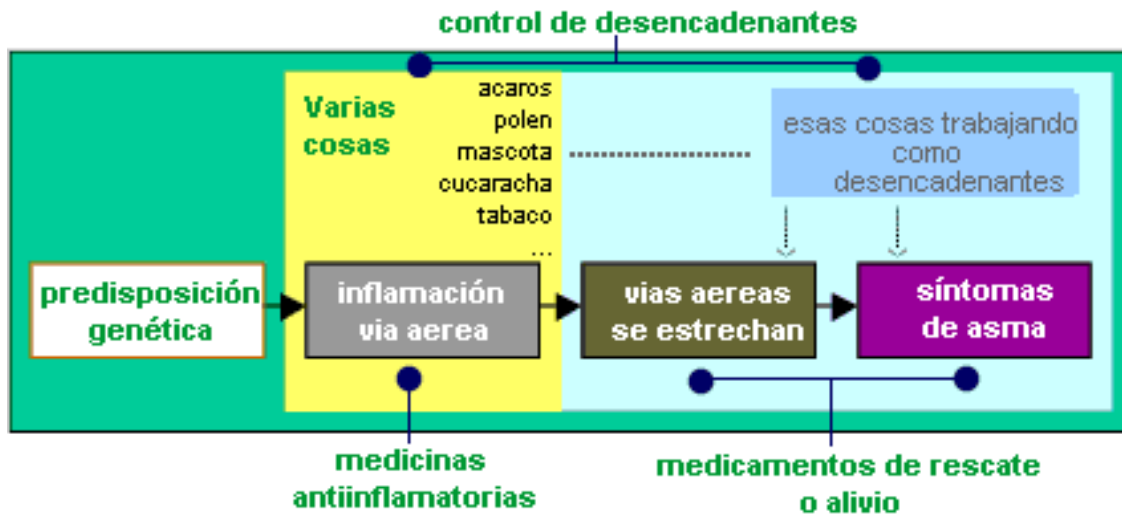 control de desencadenantes
Varias
cosas
acaros
polen
mascota
cucaracha
tabaco
...
esas cosas trabajando
como
desencadenantes
predisposición
genética
inflamación
via aerea
vias aereas
se estrechan
síntomas
de asma
medicinas
antiinflamatorias
medicamentos de rescate
o alivio